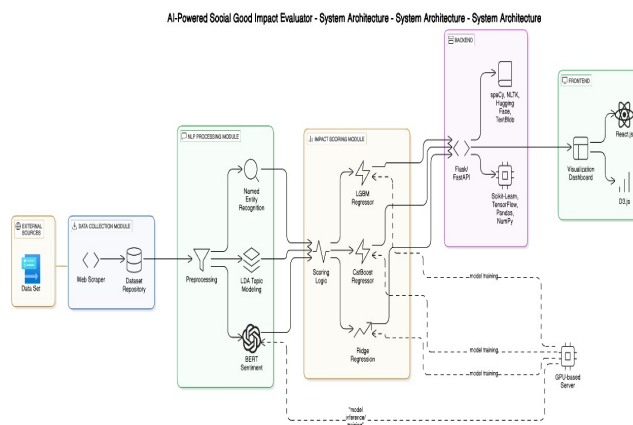 AI-Powered Social Good Impact Evaluator - System Architecture - System Architecture - System Architecture
BACKEND
spaCy, NLTK,
Hugging
Face,
TextBlob
FRONTEND
React.js
NLP PROCESSING MODULE
IMPACT SCORING MODULE
Flask/
FastAPI
Visualization
Dashboard
Named
Entity
Recognition
LGBM
Regressor
Scikit-Learn,
TensorFlow,
Pandas,
NumPy
D3.js
EXTERNAL
SOURCES
DATA COLLECTION MODULE
Data Set
Web Scraper
Dataset
Repository
Preprocessing
LDA Topic
Modeling
Scoring
Logic
CatBoost
Regressor
model training
BERT
Sentiment
Ridge
Regression
model training
model training
GPU-based
Server
"model
inference/
training"